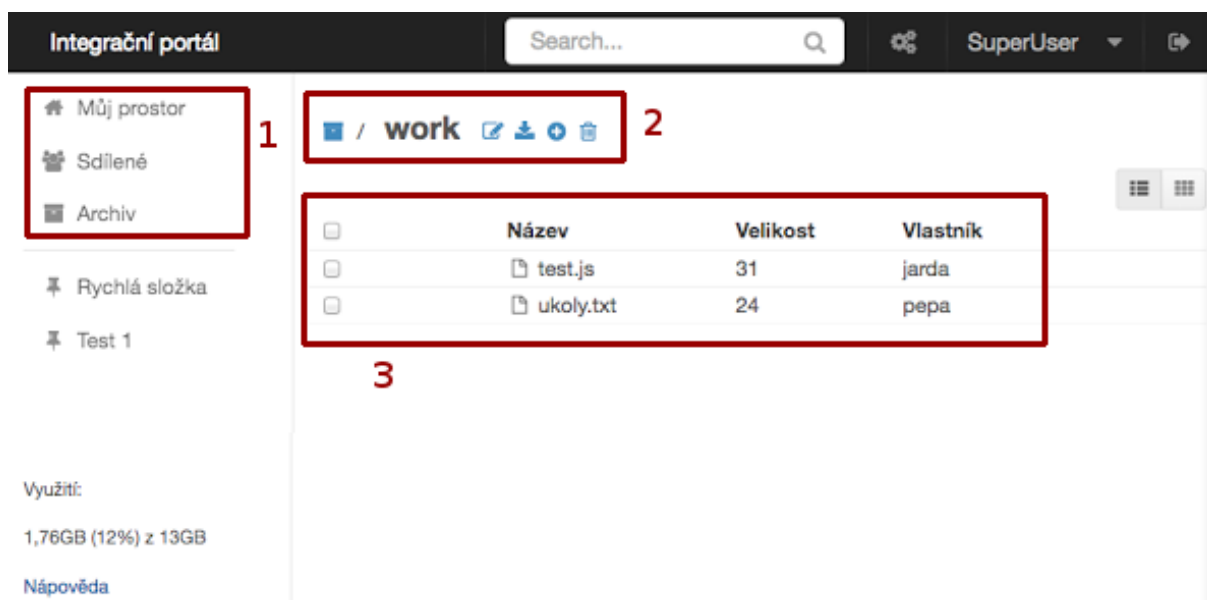 Integrační portál Search... SuperUser
Můj prostor
Sdílené
Archiv
Rychlá složka
Test 1
Využití:
1,76GB (12%) z 13GB
Nápověda
1
/ work
2
Název Velikost Vlastník
test.js 31 jarda
ukoly.txt 24 pepa
3